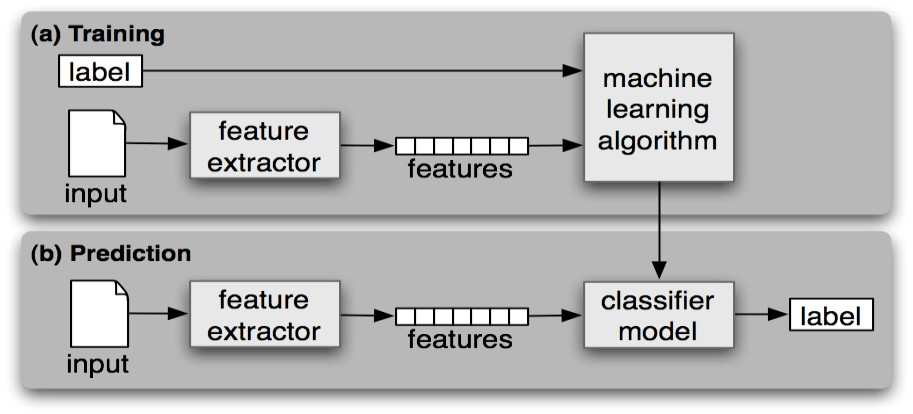 (a) Training
label
machine
learning
algorithm
feature
extractor
features
input
(b) Prediction
feature
extractor
features
classifier
model
label
input